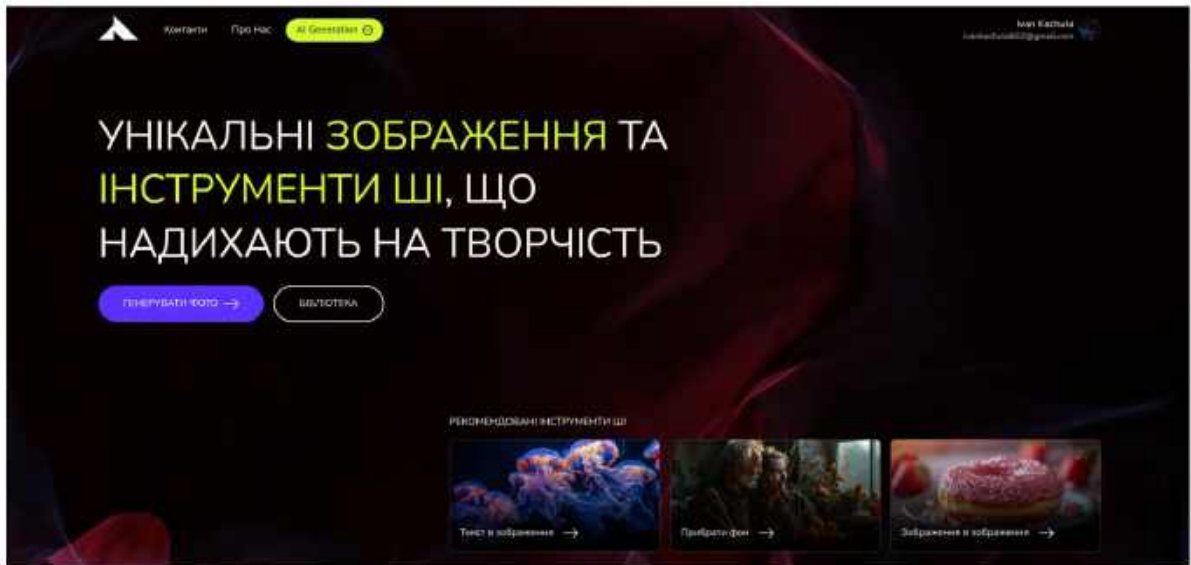 Контакти Про Нас AI Generation
Ivan Kachula
УНІКАЛЬНІ ЗОБРАЖЕННЯ ТА
ІНСТРУМЕНТИ ШІ, ЩО
НАДИХАЮТЬ НА ТВОРЧІСТЬ
ГЕНЕРУВАТИ ФОТО БІБЛІОТЕКА
РЕКОМЕНДОВАНІ ІНСТРУМЕНТИ ШІ
Текст в зображення Прибрати фон Зображення в зображення